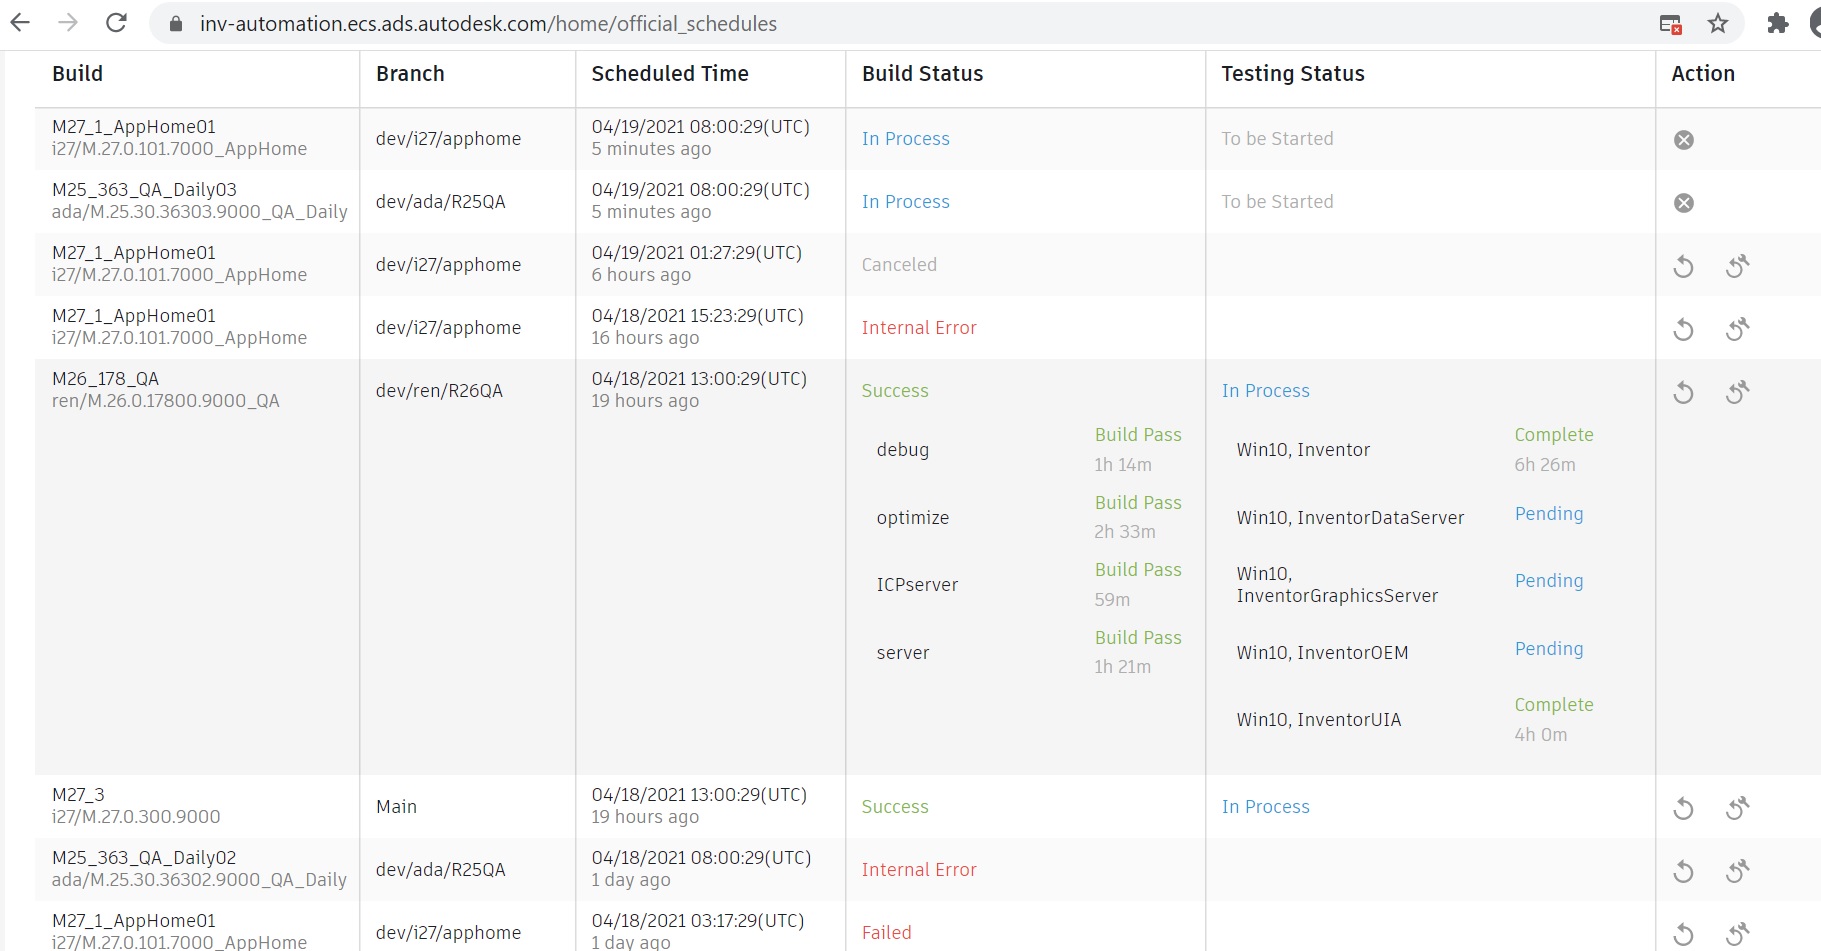 inv-automation.ecs.ads.autodesk.com/home/official_schedules
Build Branch Scheduled Time Build Status Testing Status Action
M27_1_AppHome01
i27/M.27.0.101.7000_AppHome
dev/i27/apphome
04/19/2021 08:00:29(UTC)
5 minutes ago
In Process
To be Started
M25_363_QA_Daily03
ada/M.25.30.36303.9000_QA_Daily
dev/ada/R25QA
04/19/2021 08:00:29(UTC)
5 minutes ago
In Process
To be Started
M27_1_AppHome01
i27/M.27.0.101.7000_AppHome
dev/i27/apphome
04/19/2021 01:27:29(UTC)
6 hours ago
Canceled
M27_1_AppHome01
i27/M.27.0.101.7000_AppHome
dev/i27/apphome
04/18/2021 15:23:29(UTC)
16 hours ago
Internal Error
M26_178_QA
ren/M.26.0.17800.9000_QA
dev/ren/R26QA
04/18/2021 13:00:29(UTC)
19 hours ago
Success
debug
Build Pass
1h 14m
optimize
Build Pass
2h 33m
ICPserver
Build Pass
59m
server
Build Pass
1h 21m
In Process
Win10, Inventor
Complete
6h 26m
Win10, InventorDataServer
Pending
Win10,
InventorGraphicsServer
Pending
Win10, InventorOEM
Pending
Win10, InventorUIA
Complete
4h 0m
M27_3
i27/M.27.0.300.9000
Main
04/18/2021 13:00:29(UTC)
19 hours ago
Success
In Process
M25_363_QA_Daily02
ada/M.25.30.36302.9000_QA_Daily
dev/ada/R25QA
04/18/2021 08:00:29(UTC)
1 day ago
Internal Error
M27_1_AppHome01
i27/M.27.0.101.7000_AppHome
dev/i27/apphome
04/18/2021 03:17:29(UTC)
1 day ago
Failed